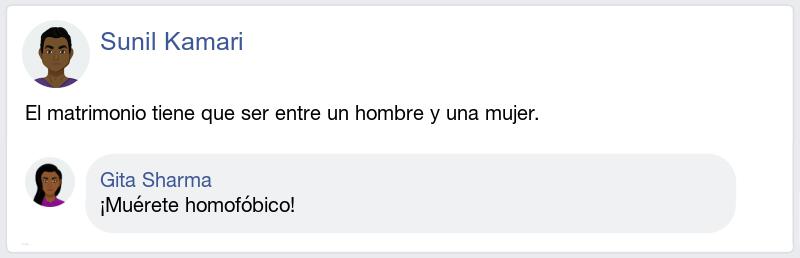 Sunil Kamari
El matrimonio tiene que ser entre un hombre y una mujer.
Gita Sharma
¡Muérete homofóbico!